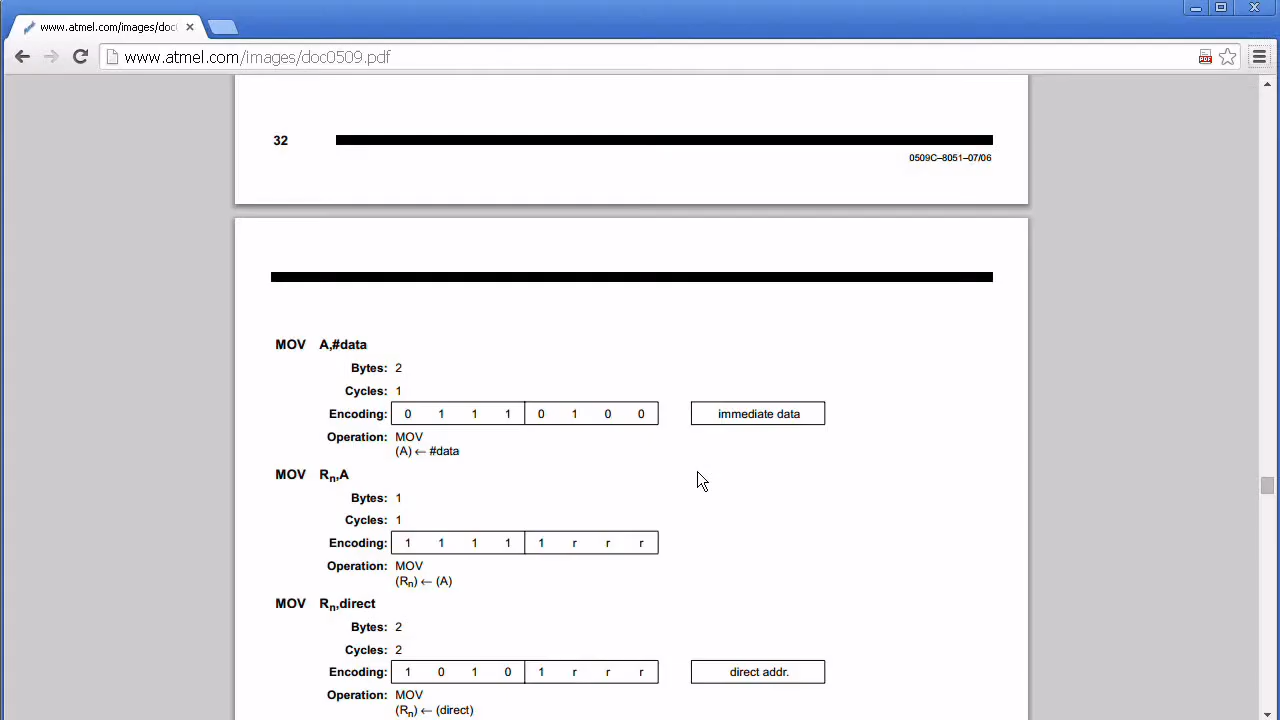 www.atmel.com/images/doc
www.atmel.com/images/doc0509.pdf
PDF
32
0509C–8051–07/06
MOV A,#data
Bytes: 2
Cycles: 1
Encoding: 0 1 1 1 0 1 0 0 immediate data
Operation: MOV
(A) ← #data
MOV Rn,A
Bytes: 1
Cycles: 1
Encoding: 1 1 1 1 1 r r r
Operation: MOV
(Rn) ← (A)
MOV Rn,direct
Bytes: 2
Cycles: 2
Encoding: 1 0 1 0 1 r r r direct addr.
Operation: MOV
(Rn) ← (direct)